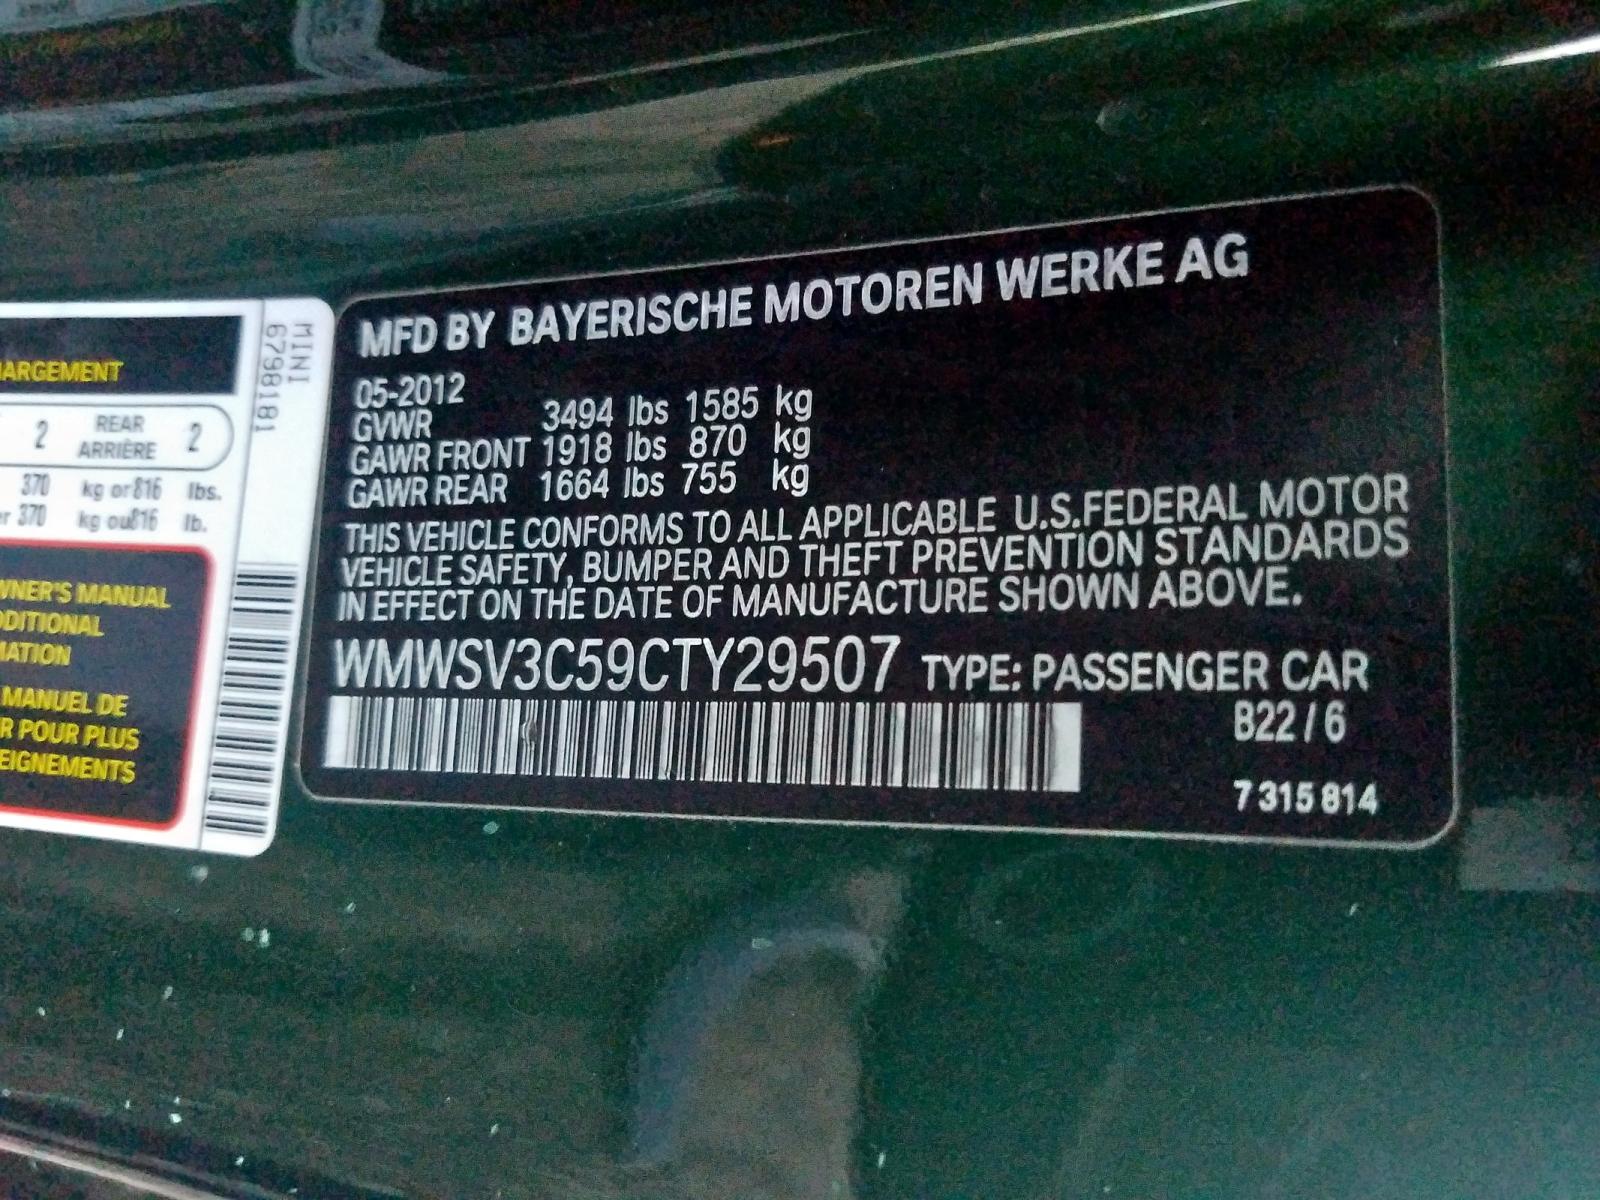 MFD BY BAYERISCHE MOTOREN WERKE AG
05-2012
GVWR 3494 lbs 1585 kg
GAWR FRONT 1918 lbs 870 kg
GAWR REAR 1664 lbs 755 kg
THIS VEHICLE CONFORMS TO ALL APPLICABLE U.S.FEDERAL MOTOR
VEHICLE SAFETY, BUMPER AND THEFT PREVENTION STANDARDS
IN EFFECT ON THE DATE OF MANUFACTURE SHOWN ABOVE.
WMWSV3C59CTY29507 TYPE: PASSENGER CAR
B22 / 6
7 315 814
MINI
6798181
ARGEMENT
2 REAR 2
ARRIÈRE
370 kg or 816 lbs.
r 370 kg ou 816 lb.
WNER'S MANUAL
DDITIONAL
MATION
MANUEL DE
R POUR PLUS
EIGNEMENTS